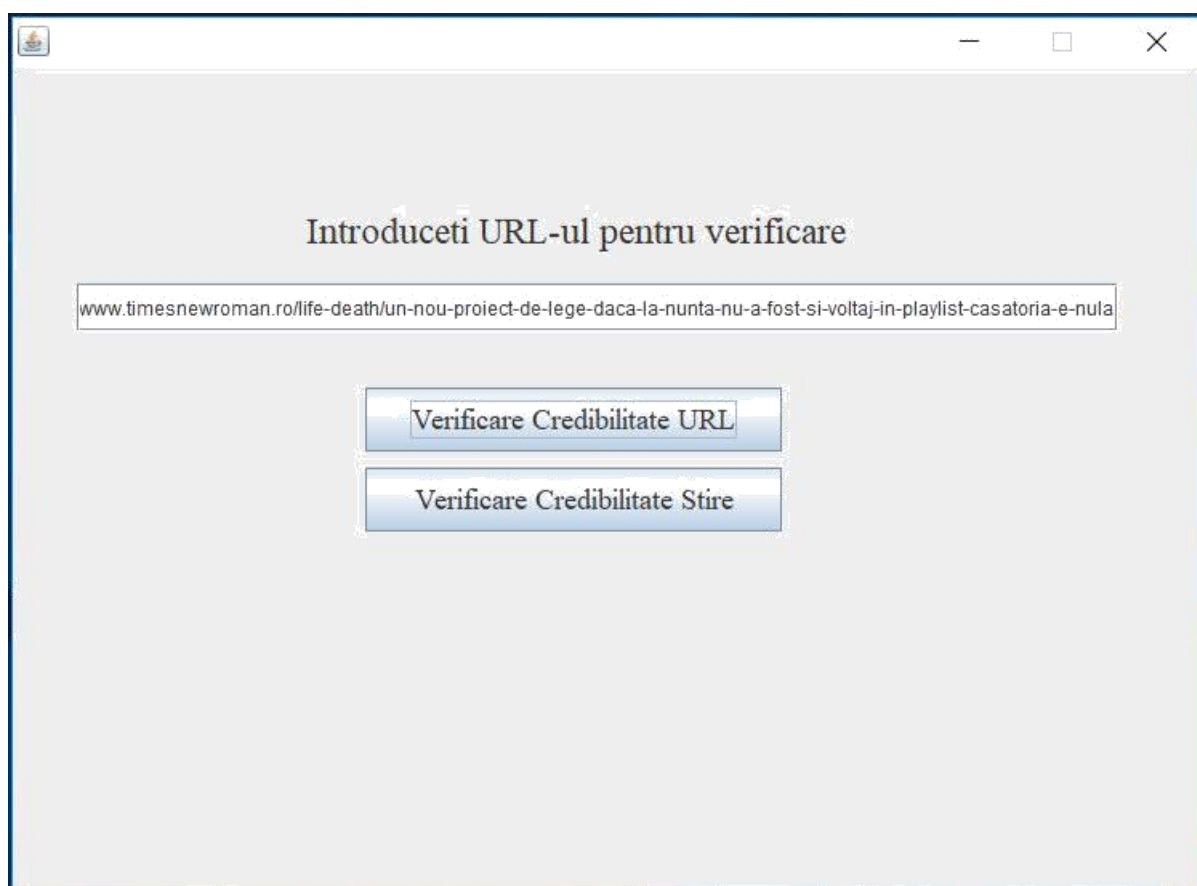 Introduceti URL-ul pentru verificare
www.timesnewroman.ro/life-death/un-nou-proiect-de-lege-daca-la-nunta-nu-a-fost-si-voltaj-in-playlist-casatoria-e-nula
Verificare Credibilitate URL
Verificare Credibilitate Stire